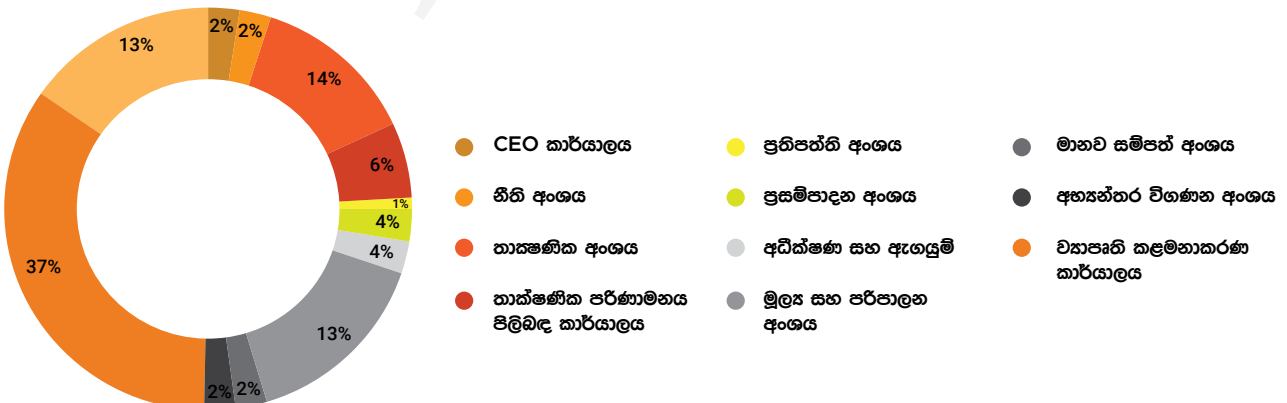 2%
2%
13%
14%
6%
1%
4%
4%
37%
13%
2%
2%
CEO කාර්යාලය
නීති අංශය
තාක්‍ෂණික අංශය
තාක්ෂණික පරිණාමනය
පිලිබඳ කාර්යාලය
ප්‍රතිපත්ති අංශය
ප්‍රසම්පාදන අංශය
අධීක්ෂණ සහ ඇගයුම්
මූල්‍ය සහ පරිපාලන
අංශය
මානව සම්පත් අංශය
අභ්‍යන්තර විගණන අංශය
ව්‍යාපෘති කළමනාකරණ
කාර්යාලය